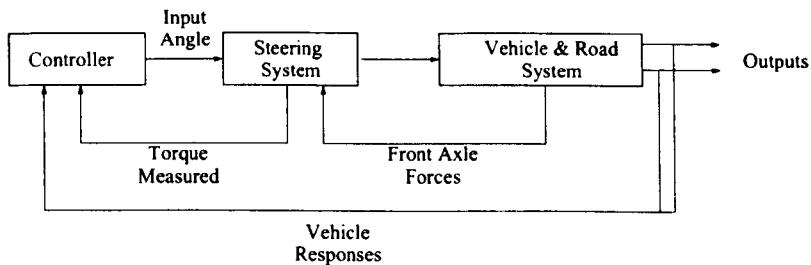 Input
Angle
Controller
Steering
System
Vehicle & Road
System
Outputs
Torque
Measured
Front Axle
Forces
Vehicle
Responses